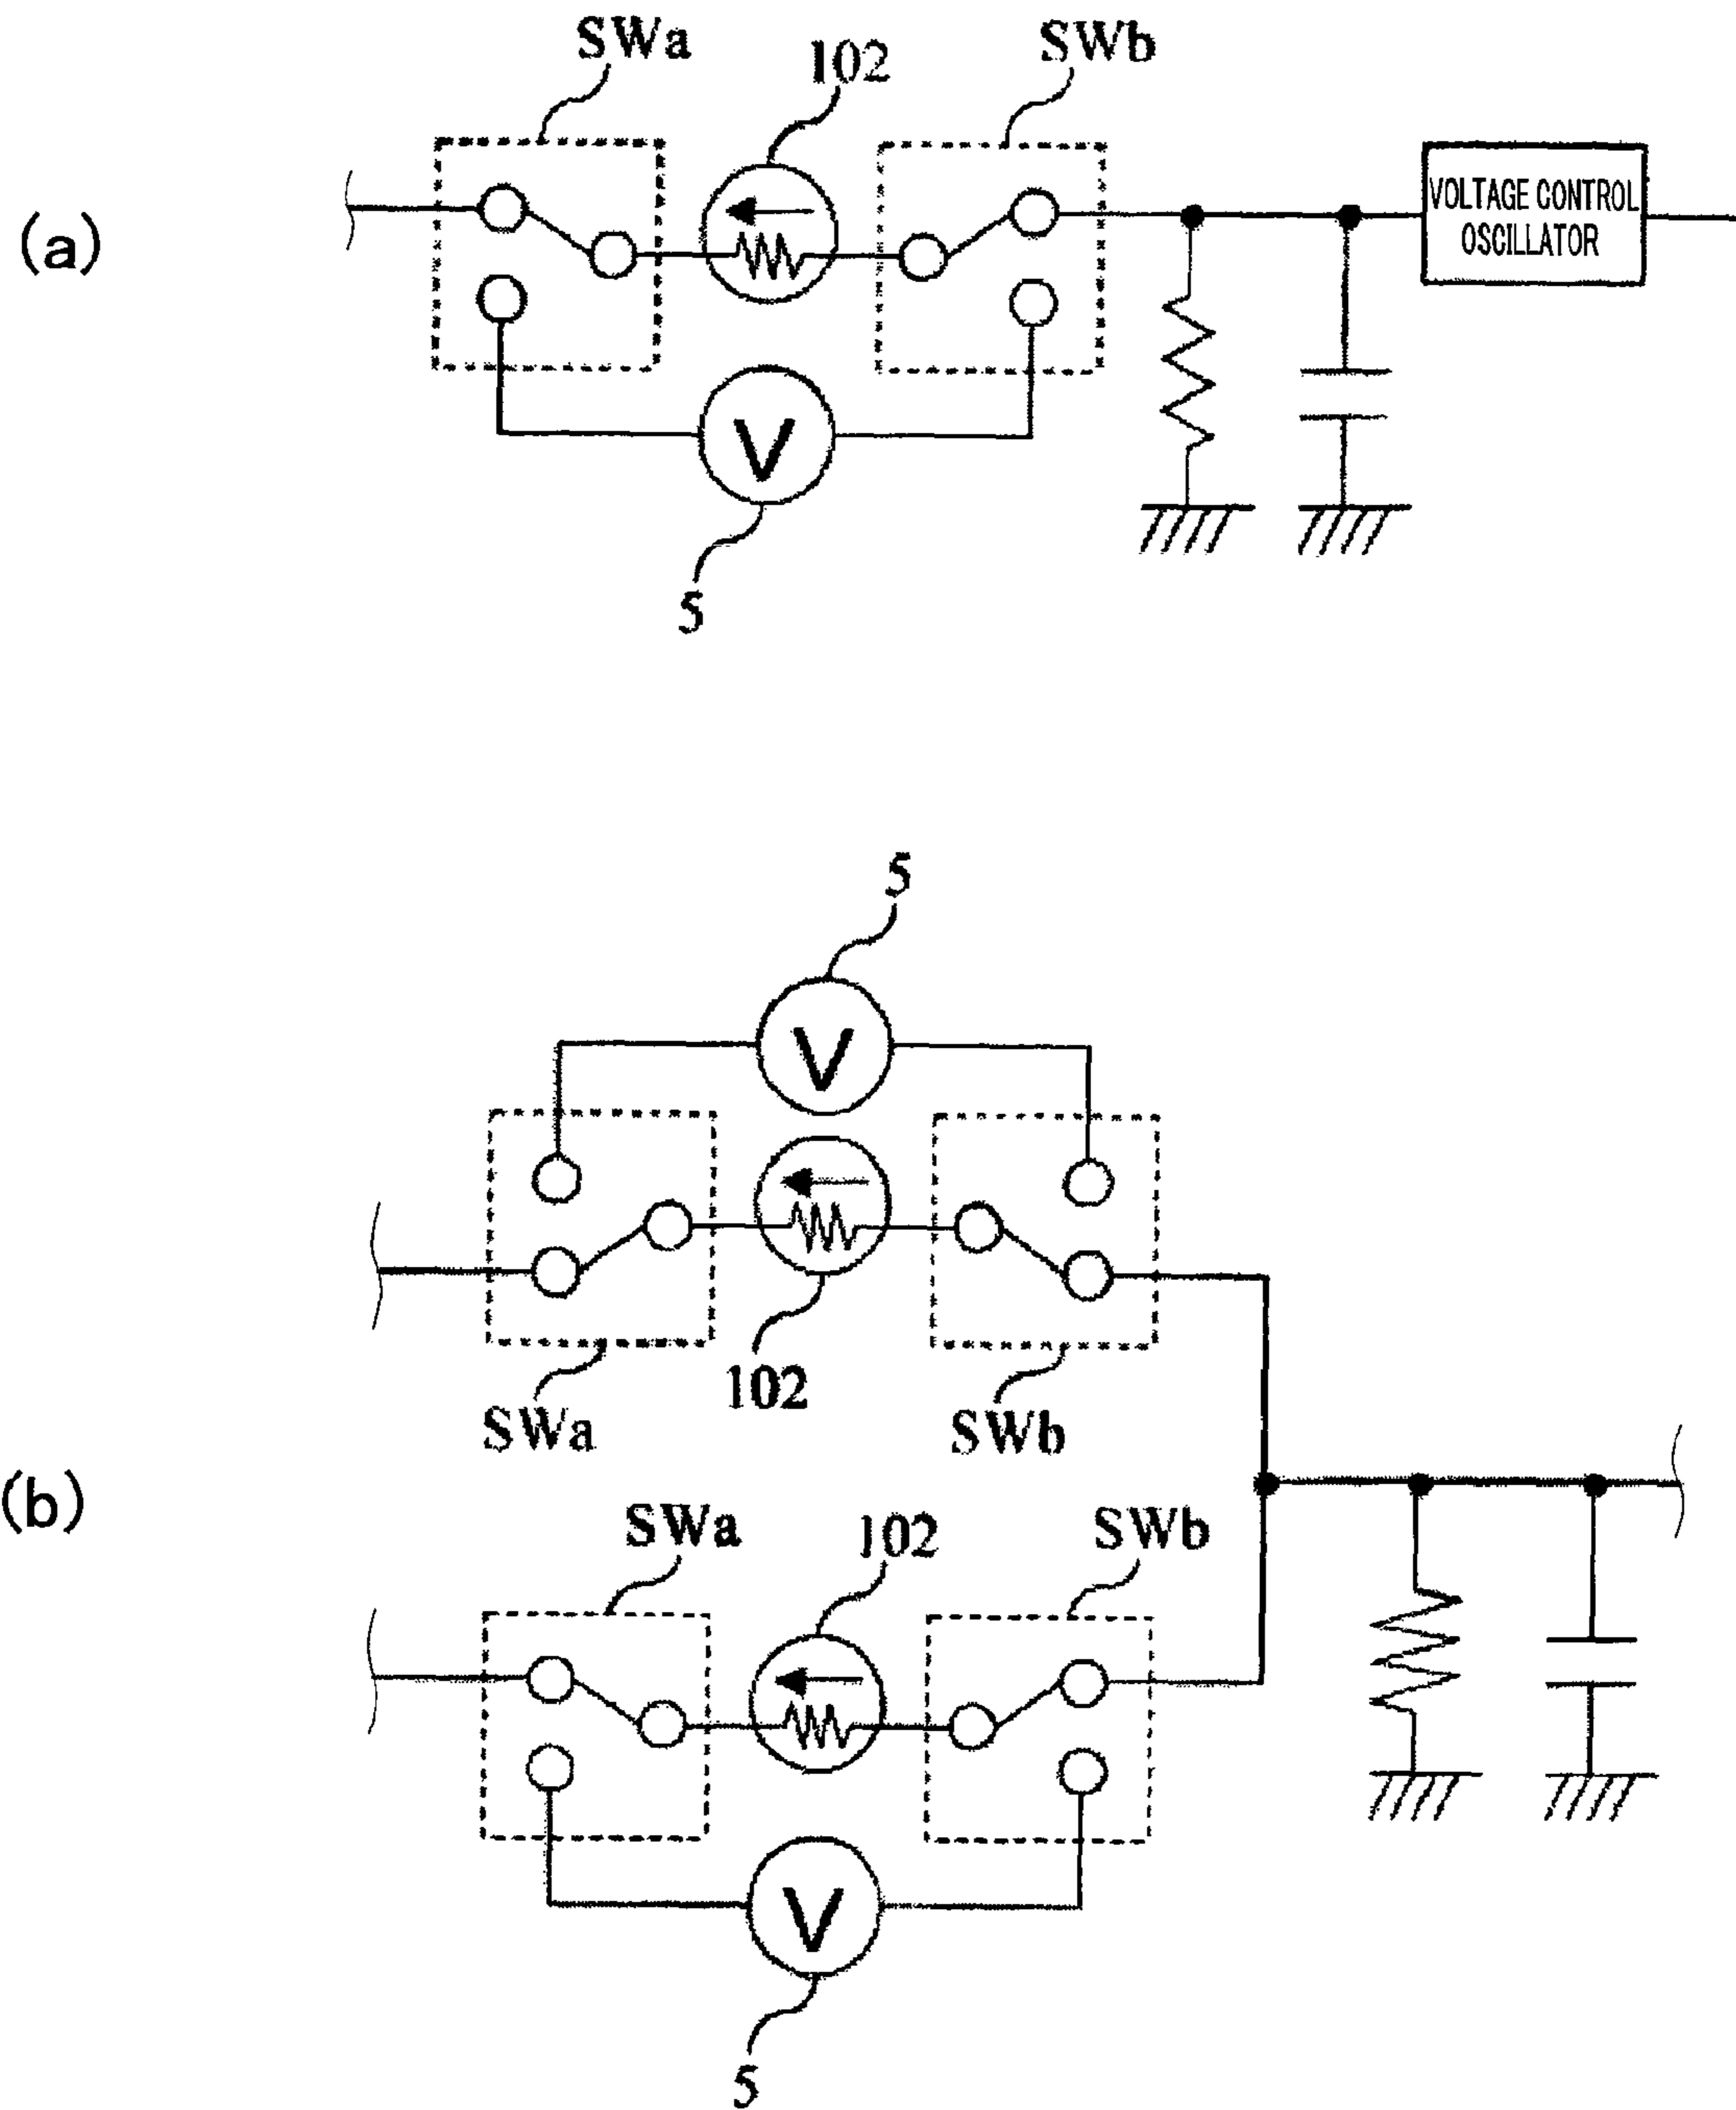 SWa
102
SWb
(a)
VOLTAGE CONTROL
OSCILLATOR
V
5
5
V
102
SWa
SWb
(b)
SWa
102
SWb
V
5